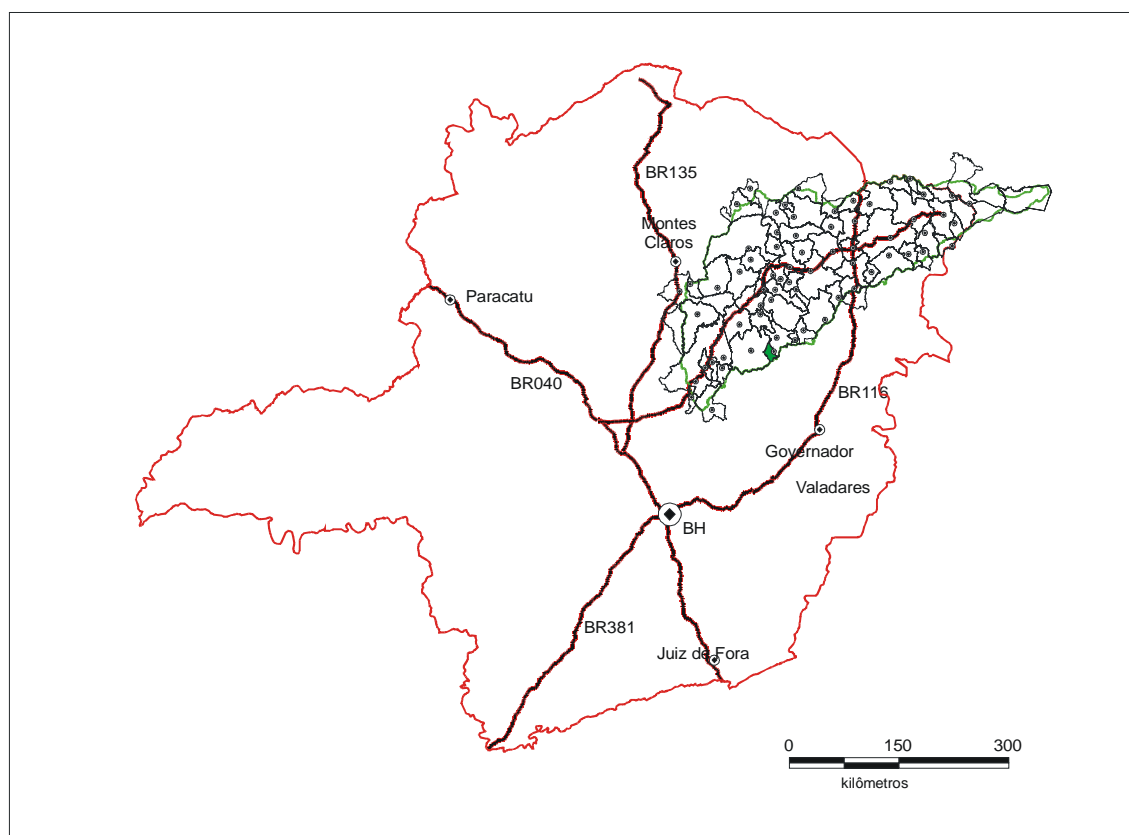 BR135
Montes
Claros
Paracatu
BR040
BR116
Governador
Valadares
BH
BR381
Juiz de Fora
0 150 300
kilômetros